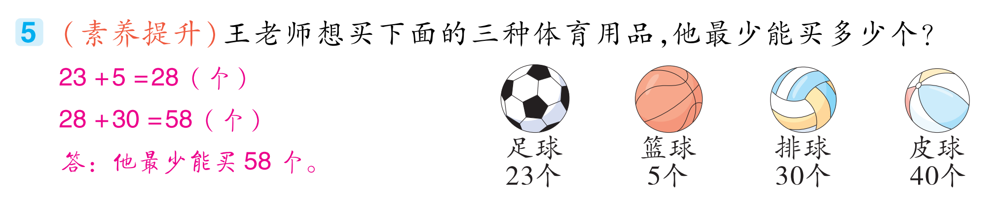 5 (素养提升)王老师想买下面的三种体育用品,他最少能买多少个?
23 +5 =28 ( 个 )
28 +30 =58 ( 个 )
答: 他最少能买 58 个。
足球 篮球 排球 皮球
23个 5个 30个 40个